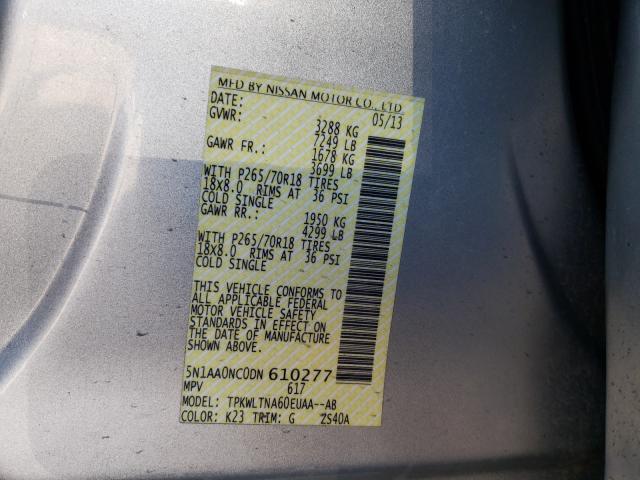 MFD BY NISSAN MOTOR CO., LTD
DATE: 05/13
GVWR: 3288 KG
7249 LB
GAWR FR.: 1678 KG
3699 LB
WITH P265/70R18 TIRES
18X8.0 RIMS AT 36 PSI
COLD SINGLE
GAWR RR.: 1950 KG
4299 LB
WITH P265/70R18 TIRES
18X8.0 RIMS AT 36 PSI
COLD SINGLE
THIS VEHICLE CONFORMS TO
ALL APPLICABLE FEDERAL
MOTOR VEHICLE SAFETY
STANDARDS IN EFFECT ON
THE DATE OF MANUFACTURE
SHOWN ABOVE.
5N1AA0NC0DN 610277
MPV 617
MODEL: TPKWLTNA60EUAA--AB
COLOR: K23 TRIM: G ZS40A